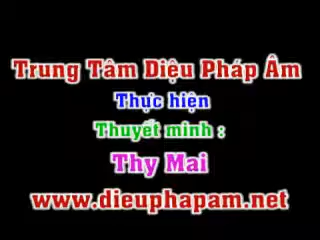 Trung Tâm Diệu Pháp Âm
Thực hiện
Thuyết minh :
Thy Mai
www.dieuphapam.net